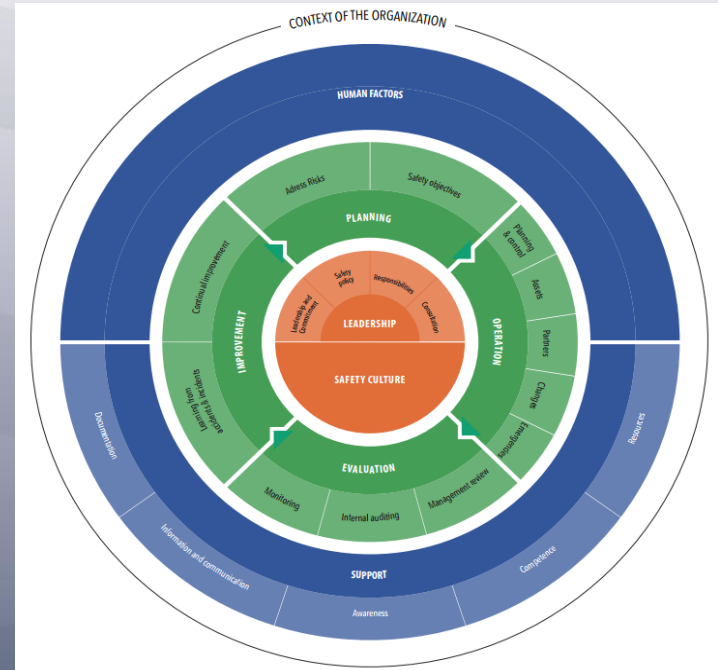 CONTEXT OF THE ORGANIZATION
HUMAN FACTORS
Adress Risks
Safety objectives
PLANNING
Planning
& control
Assets
Partners
Changes
Emergencies
OPERATION
Continual improvement
Learning from
accidents & incidents
IMPROVEMENT
Leadership and
Commitment
Safety
policy
Responsibilities
Consultation
LEADERSHIP
SAFETY CULTURE
EVALUATION
Monitoring
Internal auditing
Management review
SUPPORT
Documentation
Information and communication
Awareness
Competence
Resources